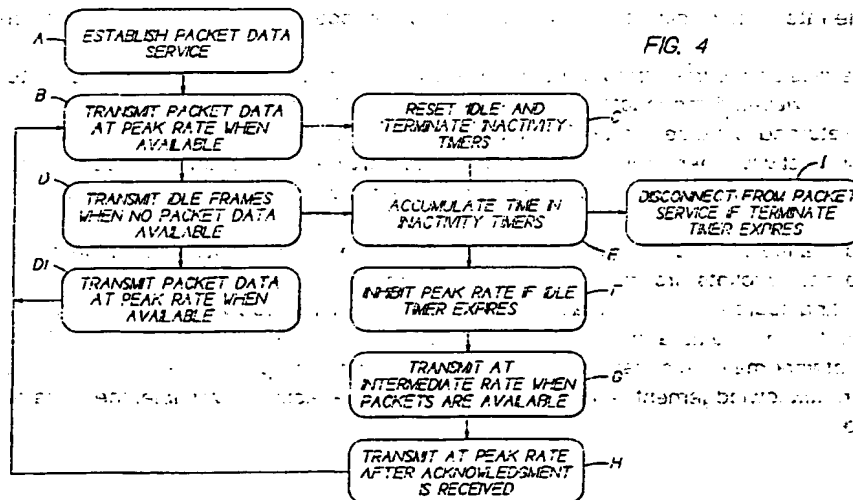 FIG. 4
A
ESTABLISH PACKET DATA
SERVICE
B
TRANSMIT PACKET DATA
AT PEAK RATE WHEN
AVAILABLE
RESET 'IDLE' AND
'TERMINATE' INACTIVITY
TIMERS
C
D
TRANSMIT IDLE FRAMES
WHEN NO PACKET DATA
AVAILABLE
ACCUMULATE TIME IN
INACTIVITY TIMERS
E
I
DISCONNECT FROM PACKET
SERVICE IF TERMINATE
TIMER EXPIRES
D1
TRANSMIT PACKET DATA
AT PEAK RATE WHEN
AVAILABLE
INHIBIT PEAK RATE IF IDLE
TIMER EXPIRES
F
TRANSMIT AT
INTERMEDIATE RATE WHEN
PACKETS ARE AVAILABLE
G
TRANSMIT AT PEAK RATE
AFTER ACKNOWLEDGMENT
IS RECEIVED
H